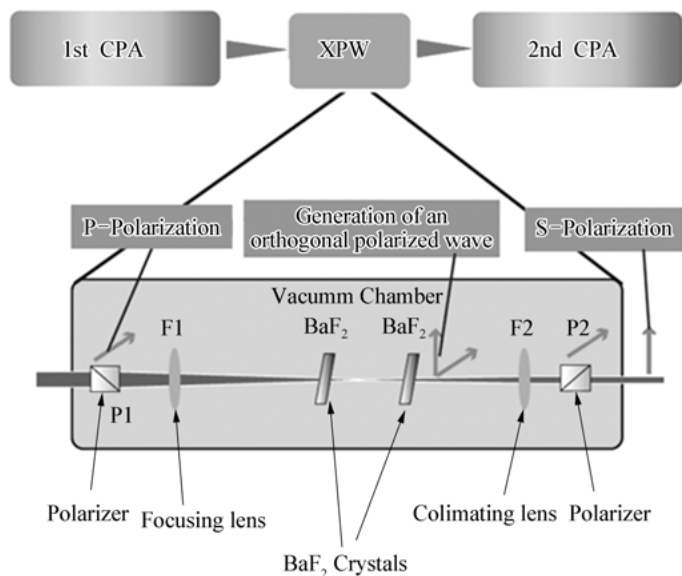 1st CPA
XPW
2nd CPA
P-Polarization
Generation of an
orthogonal polarized wave
S-Polarization
Vacumm Chamber
F1
BaF₂
BaF₂
F2
P2
P1
Polarizer
Focusing lens
Colimating lens
Polarizer
BaF₂ Crystals